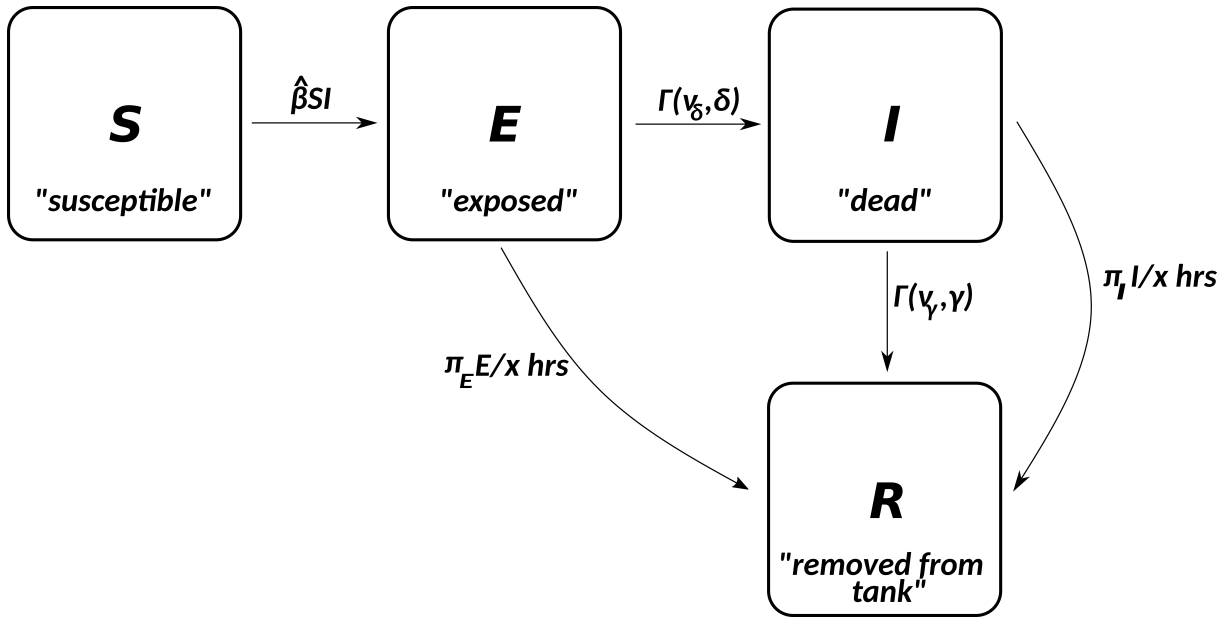 S
"susceptible"
β̂SI
E
"exposed"
Γ(ν_δ,δ)
I
"dead"
π_I I/x hrs
Γ(ν_γ,γ)
π_E E/x hrs
R
"removed from
tank"